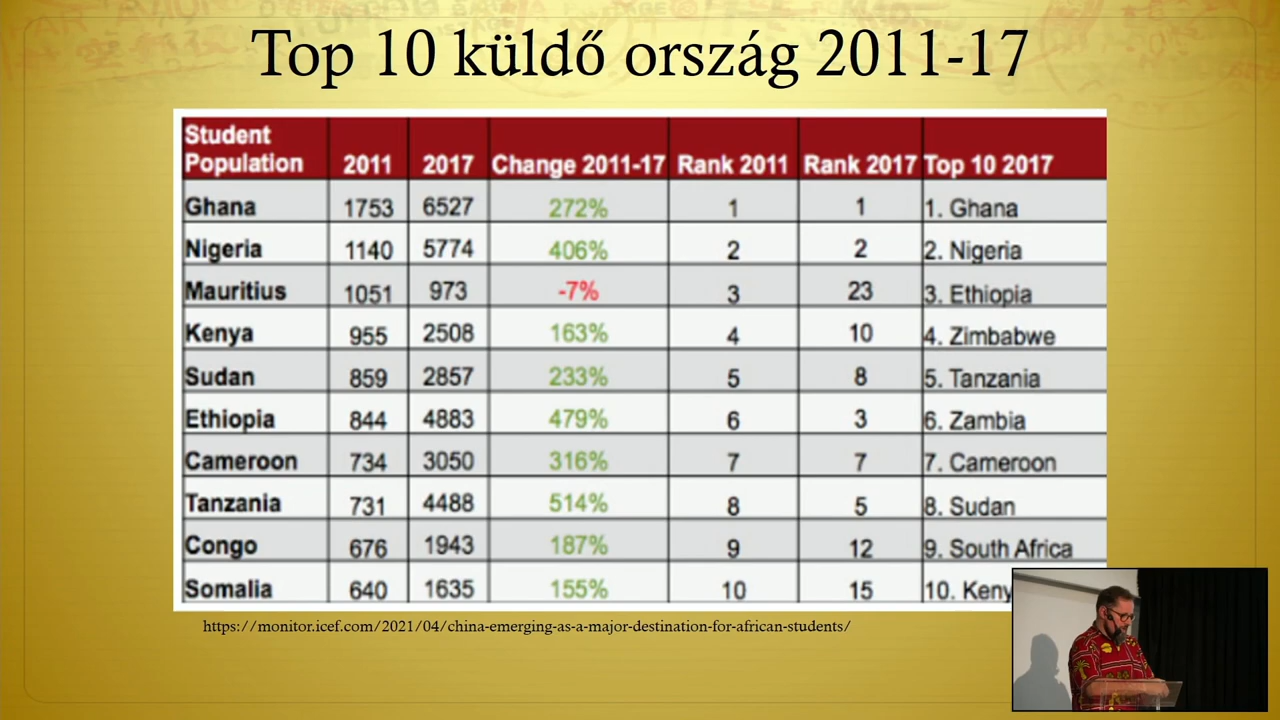 Top 10 küldő ország 2011-17
Student Population 2011 2017 Change 2011-17 Rank 2011 Rank 2017 Top 10 2017
Ghana 1753 6527 272% 1 1 1. Ghana
Nigeria 1140 5774 406% 2 2 2. Nigeria
Mauritius 1051 973 -7% 3 23 3. Ethiopia
Kenya 955 2508 163% 4 10 4. Zimbabwe
Sudan 859 2857 233% 5 8 5. Tanzania
Ethiopia 844 4883 479% 6 3 6. Zambia
Cameroon 734 3050 316% 7 7 7. Cameroon
Tanzania 731 4488 514% 8 5 8. Sudan
Congo 676 1943 187% 9 12 9. South Africa
Somalia 640 1635 155% 10 15 10. Keny
https://monitor.icef.com/2021/04/china-emerging-as-a-major-destination-for-african-students/